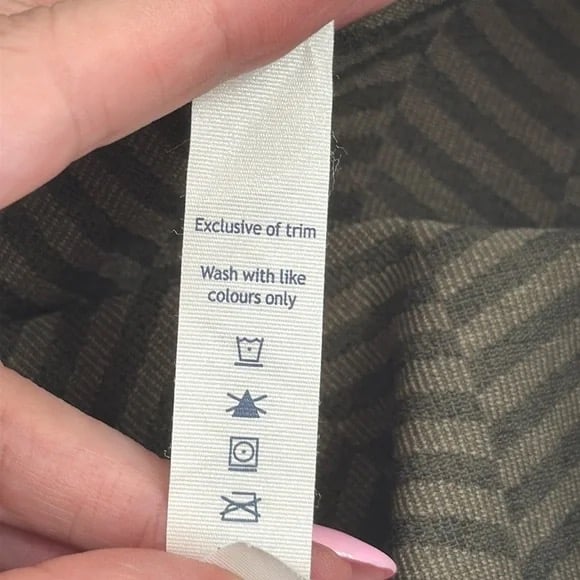 Exclusive of trim
Wash with like
colours only